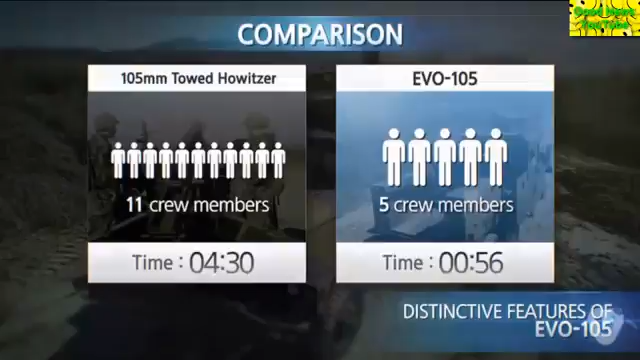 COMPARISON
105mm Towed Howitzer
11 crew members
Time : 04:30
EVO-105
5 crew members
Time : 00:56
DISTINCTIVE FEATURES OF
EVO-105
YouTube